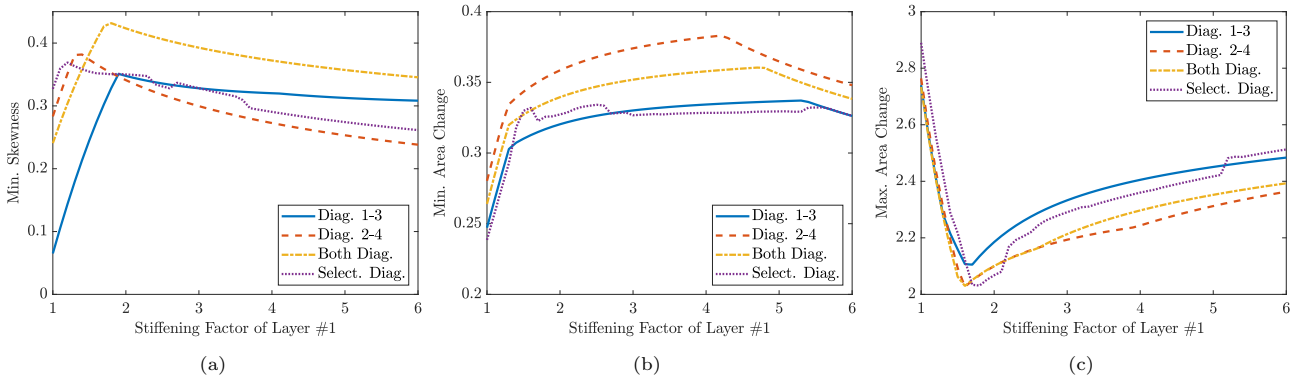 0.4
0.3
0.2
0.1
0
Min. Skewness
1 2 3 4 5 6
Stiffening Factor of Layer #1
Diag. 1-3
Diag. 2-4
Both Diag.
Select. Diag.
(a)
0.4
0.35
0.3
0.25
0.2
Min. Area Change
1 2 3 4 5 6
Stiffening Factor of Layer #1
Diag. 1-3
Diag. 2-4
Both Diag.
Select. Diag.
(b)
3
2.8
2.6
2.4
2.2
2
Max. Area Change
1 2 3 4 5 6
Stiffening Factor of Layer #1
Diag. 1-3
Diag. 2-4
Both Diag.
Select. Diag.
(c)